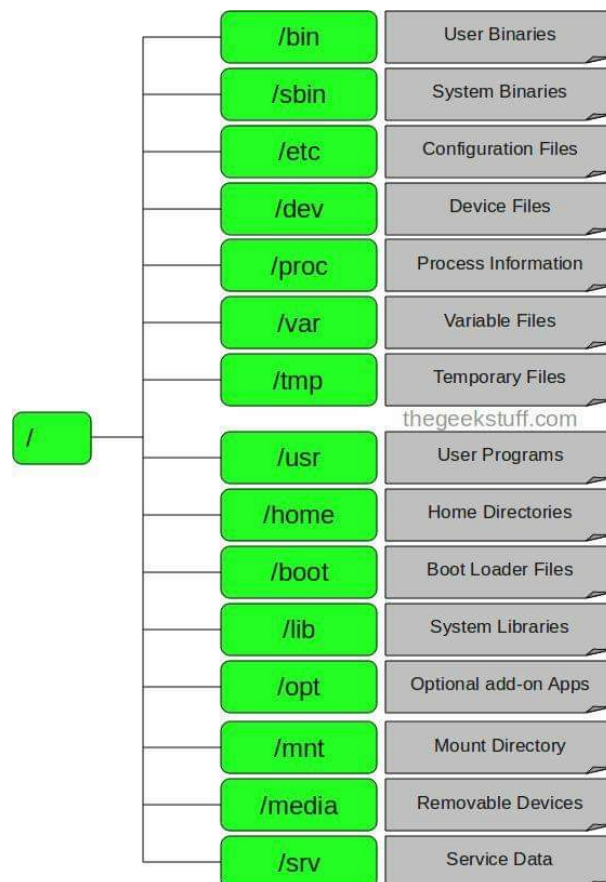 /bin User Binaries
/sbin System Binaries
/etc Configuration Files
/dev Device Files
/proc Process Information
/var Variable Files
/tmp Temporary Files
thegeekstuff.com
/
/usr User Programs
/home Home Directories
/boot Boot Loader Files
/lib System Libraries
/opt Optional add-on Apps
/mnt Mount Directory
/media Removable Devices
/srv Service Data